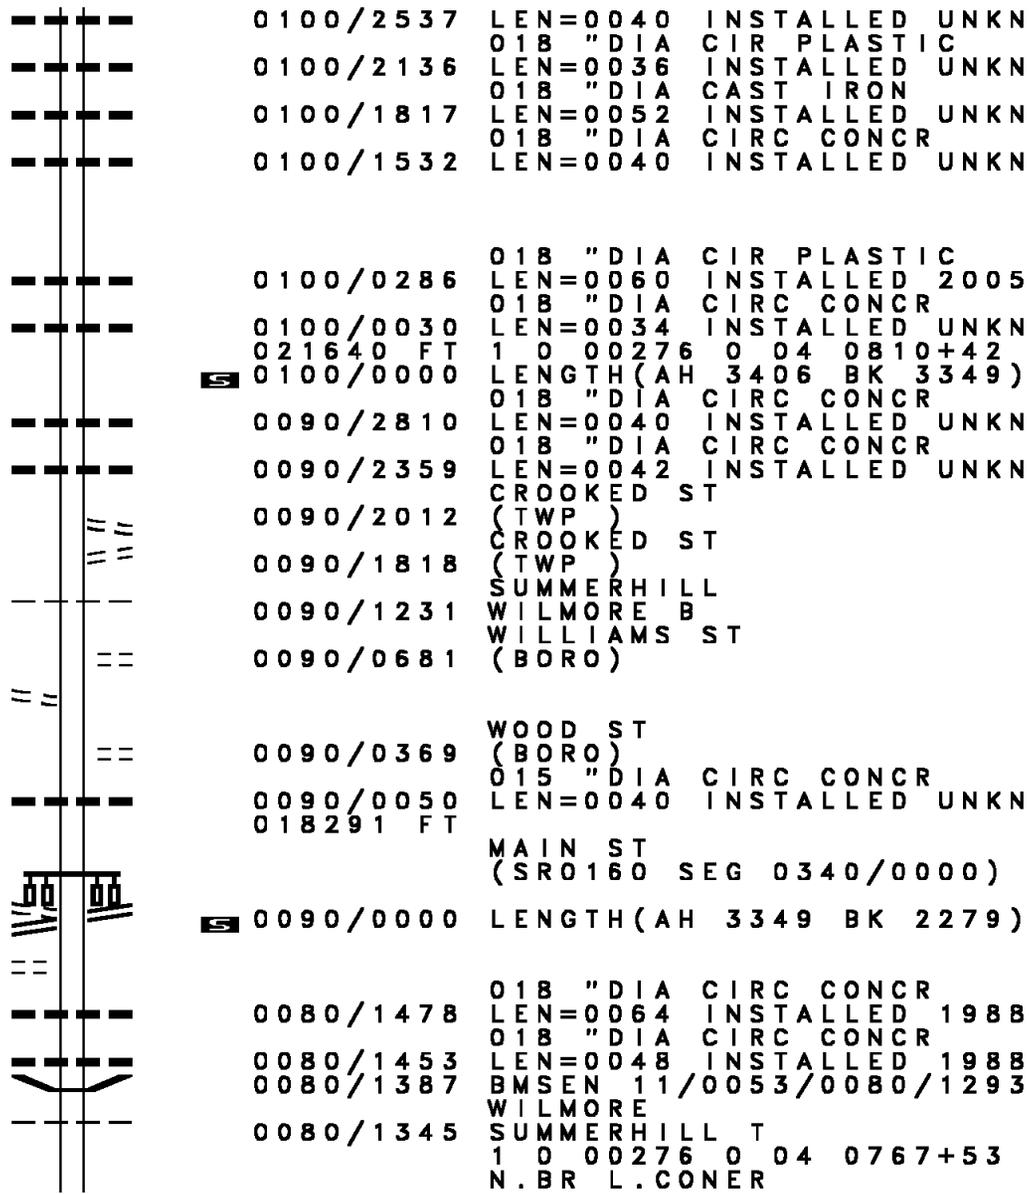 0100/2537 LEN=0040 INSTALLED UNKN
018 "DIA CIR PLASTIC
0100/2136 LEN=0036 INSTALLED UNKN
018 "DIA CAST IRON
0100/1817 LEN=0052 INSTALLED UNKN
018 "DIA CIRC CONCR
0100/1532 LEN=0040 INSTALLED UNKN
018 "DIA CIR PLASTIC
0100/0286 LEN=0060 INSTALLED 2005
018 "DIA CIRC CONCR
0100/0030 LEN=0034 INSTALLED UNKN
021640 FT 1 0 00276 0 04 0810+42
S 0100/0000 LENGTH(AH 3406 BK 3349)
018 "DIA CIRC CONCR
0090/2810 LEN=0040 INSTALLED UNKN
018 "DIA CIRC CONCR
0090/2359 LEN=0042 INSTALLED UNKN
CROOKED ST
0090/2012 (TWP )
CROOKED ST
0090/1818 (TWP )
SUMMERHILL
0090/1231 WILMORE B
WILLIAMS ST
0090/0681 (BORO)
WOOD ST
0090/0369 (BORO)
015 "DIA CIRC CONCR
0090/0050 LEN=0040 INSTALLED UNKN
018291 FT
MAIN ST
(SR0160 SEG 0340/0000)
S 0090/0000 LENGTH(AH 3349 BK 2279)
018 "DIA CIRC CONCR
0080/1478 LEN=0064 INSTALLED 1988
018 "DIA CIRC CONCR
0080/1453 LEN=0048 INSTALLED 1988
0080/1387 BMSEN 11/0053/0080/1293
WILMORE
0080/1345 SUMMERHILL T
1 0 00276 0 04 0767+53
N.BR L.CONER